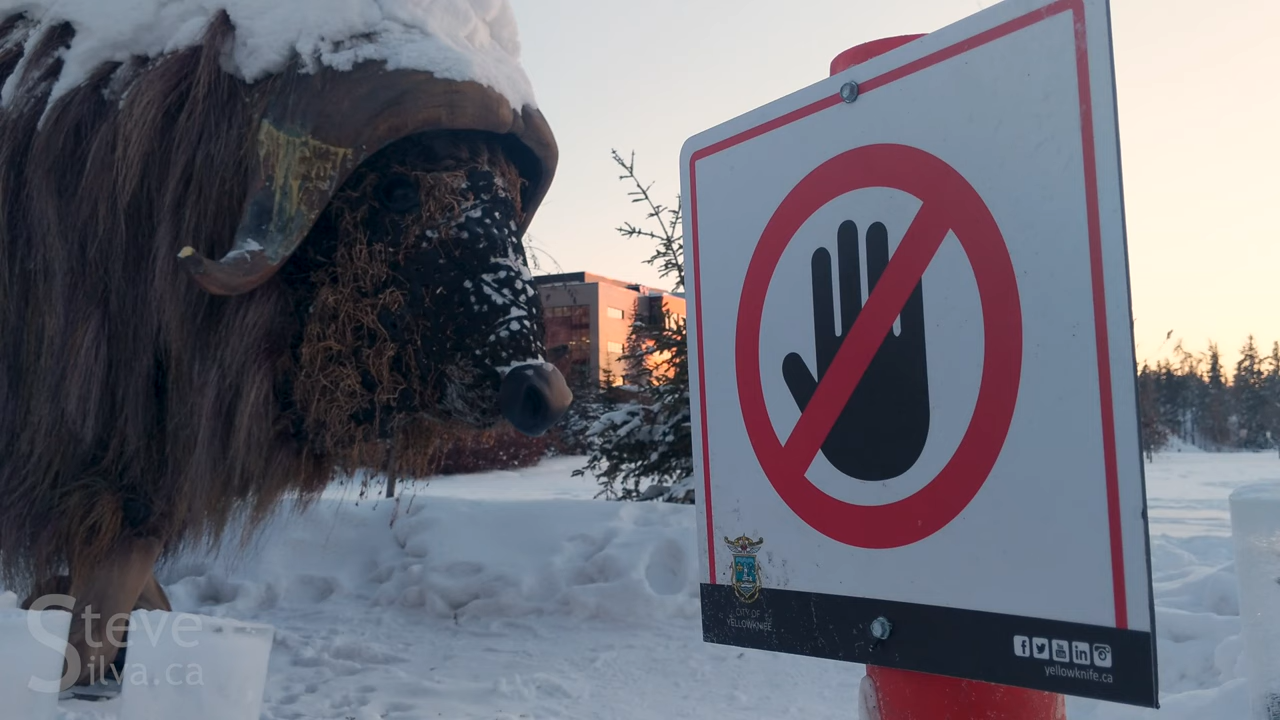 CITY OF
YELLOWKNIFE
yellowknife.ca
Steve
Silva.ca